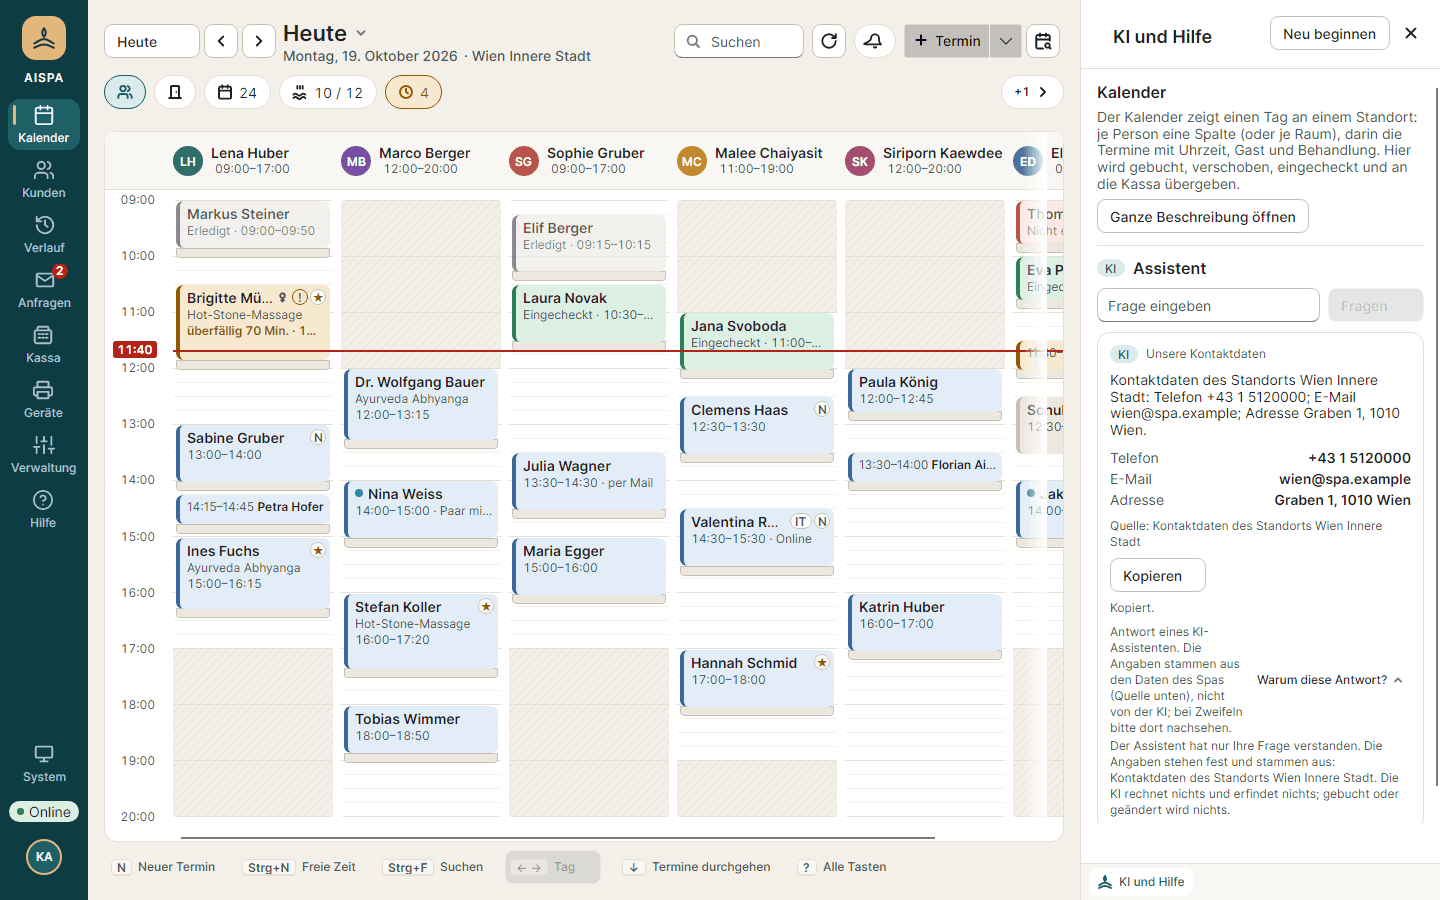 AISPA
Kalender
Kunden
Verlauf
2
Anfragen
Kassa
Geräte
Verwaltung
Hilfe
System
Online
KA
Heute
Heute
Montag, 19. Oktober 2026 · Wien Innere Stadt
Suchen
Termin
24
10 / 12
4
+1
LH
Lena Huber
09:00–17:00
MB
Marco Berger
12:00–20:00
SG
Sophie Gruber
09:00–17:00
MC
Malee Chaiyasit
11:00–19:00
SK
Siriporn Kaewdee
12:00–20:00
ED
09:00
10:00
11:00
11:40
12:00
13:00
14:00
15:00
16:00
17:00
18:00
19:00
20:00
Markus Steiner
Erledigt · 09:00–09:50
Brigitte Mü... ! ★
Hot-Stone-Massage
überfällig 70 Min. · 1...
Sabine Gruber N
13:00–14:00
14:15–14:45 Petra Hofer
Ines Fuchs ★
Ayurveda Abhyanga
15:00–16:15
Dr. Wolfgang Bauer
Ayurveda Abhyanga
12:00–13:15
Nina Weiss
14:00–15:00 · Paar mi...
Stefan Koller ★
Hot-Stone-Massage
16:00–17:20
Tobias Wimmer
18:00–18:50
Elif Berger
Erledigt · 09:15–10:15
Laura Novak
Eingecheckt · 10:30–...
Julia Wagner
13:30–14:30 · per Mail
Maria Egger
15:00–16:00
Jana Svoboda
Eingecheckt · 11:00–...
Clemens Haas N
12:30–13:30
Valentina R... IT N
14:30–15:30 · Online
Hannah Schmid ★
17:00–18:00
Paula König
12:00–12:45
13:30–14:00 Florian Ai...
Katrin Huber
16:00–17:00
Thom
Nicht e
Eva P
Eingec
11:30–
Schul
12:30–
Jak
14:00–
N Neuer Termin
Strg+N Freie Zeit
Strg+F Suchen
← → Tag
↓ Termine durchgehen
? Alle Tasten
KI und Hilfe
Neu beginnen
Kalender
Der Kalender zeigt einen Tag an einem Standort:
je Person eine Spalte (oder je Raum), darin die
Termine mit Uhrzeit, Gast und Behandlung. Hier
wird gebucht, verschoben, eingecheckt und an
die Kassa übergeben.
Ganze Beschreibung öffnen
KI Assistent
Frage eingeben
Fragen
KI Unsere Kontaktdaten
Kontaktdaten des Standorts Wien Innere
Stadt: Telefon +43 1 5120000; E-Mail
wien@spa.example; Adresse Graben 1, 1010
Wien.
Telefon +43 1 5120000
E-Mail wien@spa.example
Adresse Graben 1, 1010 Wien
Quelle: Kontaktdaten des Standorts Wien Innere
Stadt
Kopieren
Kopiert.
Antwort eines KI-
Assistenten. Die
Angaben stammen aus
den Daten des Spas
(Quelle unten), nicht
von der KI; bei Zweifeln
bitte dort nachsehen.
Warum diese Antwort?
Der Assistent hat nur Ihre Frage verstanden. Die
Angaben stehen fest und stammen aus:
Kontaktdaten des Standorts Wien Innere Stadt. Die
KI rechnet nichts und erfindet nichts; gebucht oder
geändert wird nichts.
KI und Hilfe